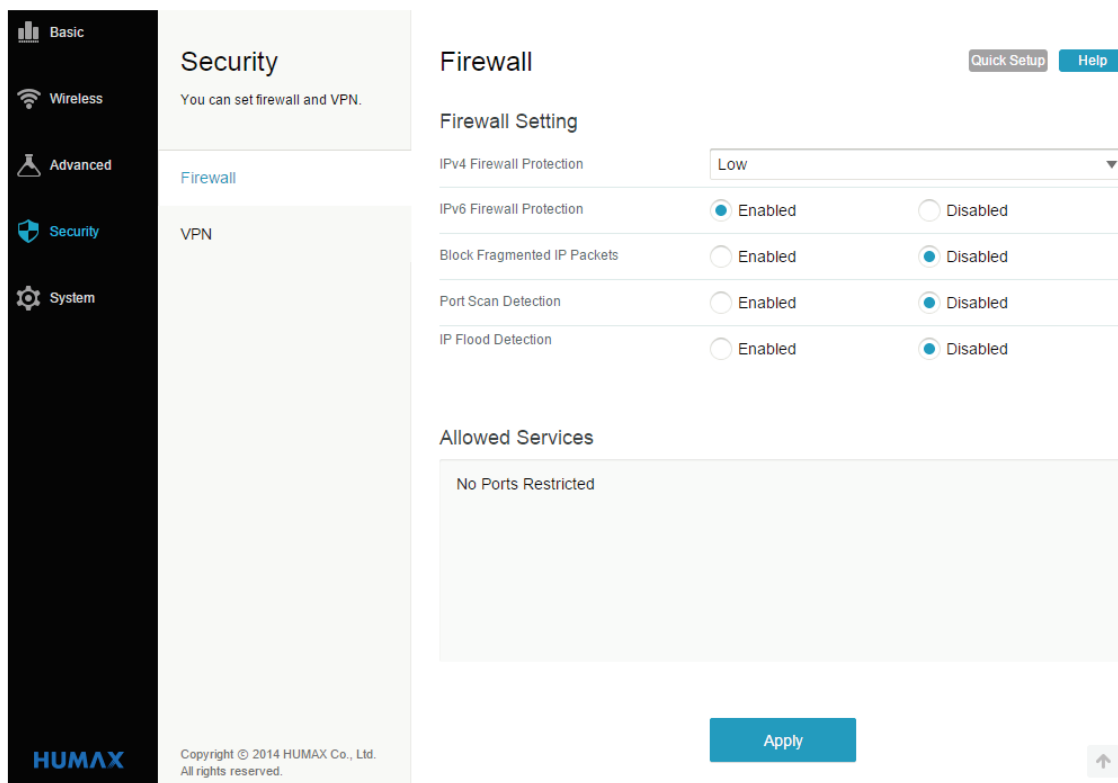 Basic
Wireless
Advanced
Security
System
HUMAX
Security
You can set firewall and VPN.
Firewall
VPN
Copyright © 2014 HUMAX Co., Ltd.
All rights reserved.
Firewall
Quick Setup
Help
Firewall Setting
IPv4 Firewall Protection Low
IPv6 Firewall Protection Enabled Disabled
Block Fragmented IP Packets Enabled Disabled
Port Scan Detection Enabled Disabled
IP Flood Detection Enabled Disabled
Allowed Services
No Ports Restricted
Apply